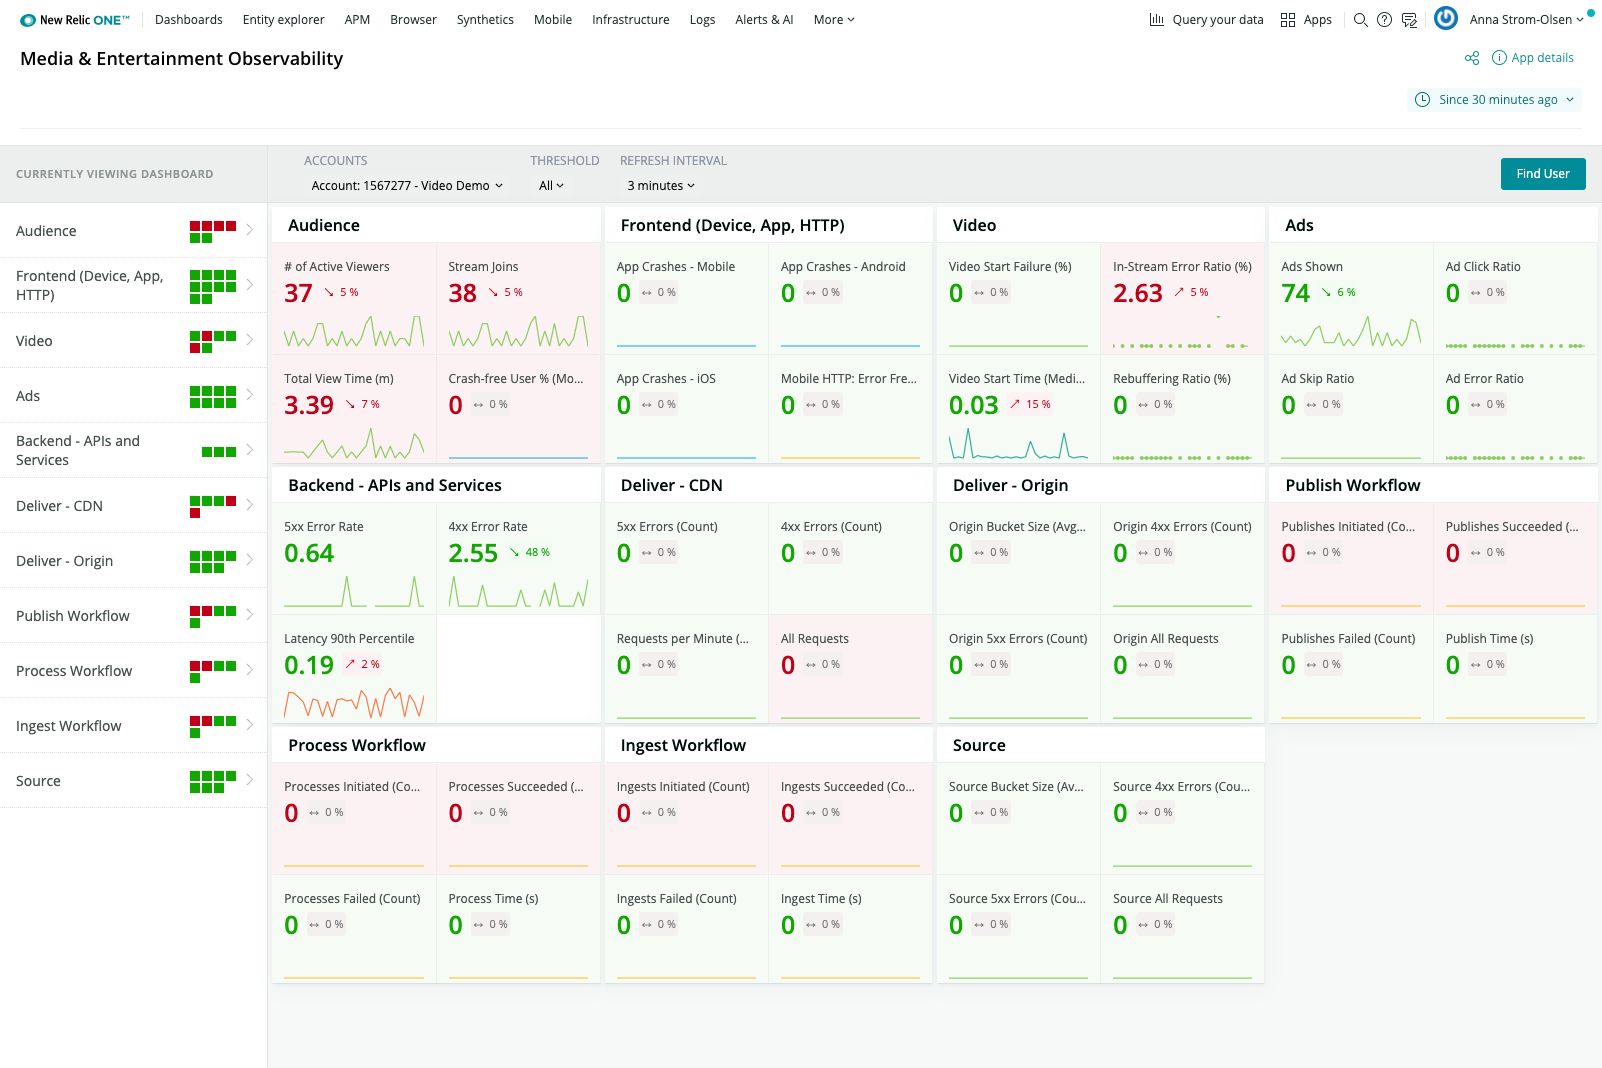 New Relic ONE™
Dashboards
Entity explorer
APM
Browser
Synthetics
Mobile
Infrastructure
Logs
Alerts & AI
More
Query your data
Apps
Anna Strom-Olsen
Media & Entertainment Observability
App details
Since 30 minutes ago
CURRENTLY VIEWING DASHBOARD
ACCOUNTS
Account: 1567277 - Video Demo
THRESHOLD
All
REFRESH INTERVAL
3 minutes
Find User
Audience
Frontend (Device, App,
HTTP)
Video
Ads
Backend - APIs and
Services
Deliver - CDN
Deliver - Origin
Publish Workflow
Process Workflow
Ingest Workflow
Source
Audience
# of Active Viewers
37 ↘ 5 %
Stream Joins
38 ↘ 5 %
Total View Time (m)
3.39 ↘ 7 %
Crash-free User % (Mo...
0 ↔ 0 %
Frontend (Device, App, HTTP)
App Crashes - Mobile
0 ↔ 0 %
App Crashes - Android
0 ↔ 0 %
App Crashes - iOS
0 ↔ 0 %
Mobile HTTP: Error Fre...
0 ↔ 0 %
Video
Video Start Failure (%)
0 ↔ 0 %
In-Stream Error Ratio (%)
2.63 ↗ 5 %
Video Start Time (Medi...
0.03 ↗ 15 %
Rebuffering Ratio (%)
0 ↔ 0 %
Ads
Ads Shown
74 ↘ 6 %
Ad Click Ratio
0 ↔ 0 %
Ad Skip Ratio
0 ↔ 0 %
Ad Error Ratio
0 ↔ 0 %
Backend - APIs and Services
5xx Error Rate
0.64
4xx Error Rate
2.55 ↘ 48 %
Latency 90th Percentile
0.19 ↗ 2 %
Deliver - CDN
5xx Errors (Count)
0 ↔ 0 %
4xx Errors (Count)
0 ↔ 0 %
Requests per Minute (...
0 ↔ 0 %
All Requests
0 ↔ 0 %
Deliver - Origin
Origin Bucket Size (Avg...
0 ↔ 0 %
Origin 4xx Errors (Count)
0 ↔ 0 %
Origin 5xx Errors (Count)
0 ↔ 0 %
Origin All Requests
0 ↔ 0 %
Publish Workflow
Publishes Initiated (Co...
0 ↔ 0 %
Publishes Succeeded (...
0 ↔ 0 %
Publishes Failed (Count)
0 ↔ 0 %
Publish Time (s)
0 ↔ 0 %
Process Workflow
Processes Initiated (Co...
0 ↔ 0 %
Processes Succeeded (...
0 ↔ 0 %
Processes Failed (Count)
0 ↔ 0 %
Process Time (s)
0 ↔ 0 %
Ingest Workflow
Ingests Initiated (Count)
0 ↔ 0 %
Ingests Succeeded (Co...
0 ↔ 0 %
Ingests Failed (Count)
0 ↔ 0 %
Ingest Time (s)
0 ↔ 0 %
Source
Source Bucket Size (Av...
0 ↔ 0 %
Source 4xx Errors (Cou...
0 ↔ 0 %
Source 5xx Errors (Cou...
0 ↔ 0 %
Source All Requests
0 ↔ 0 %